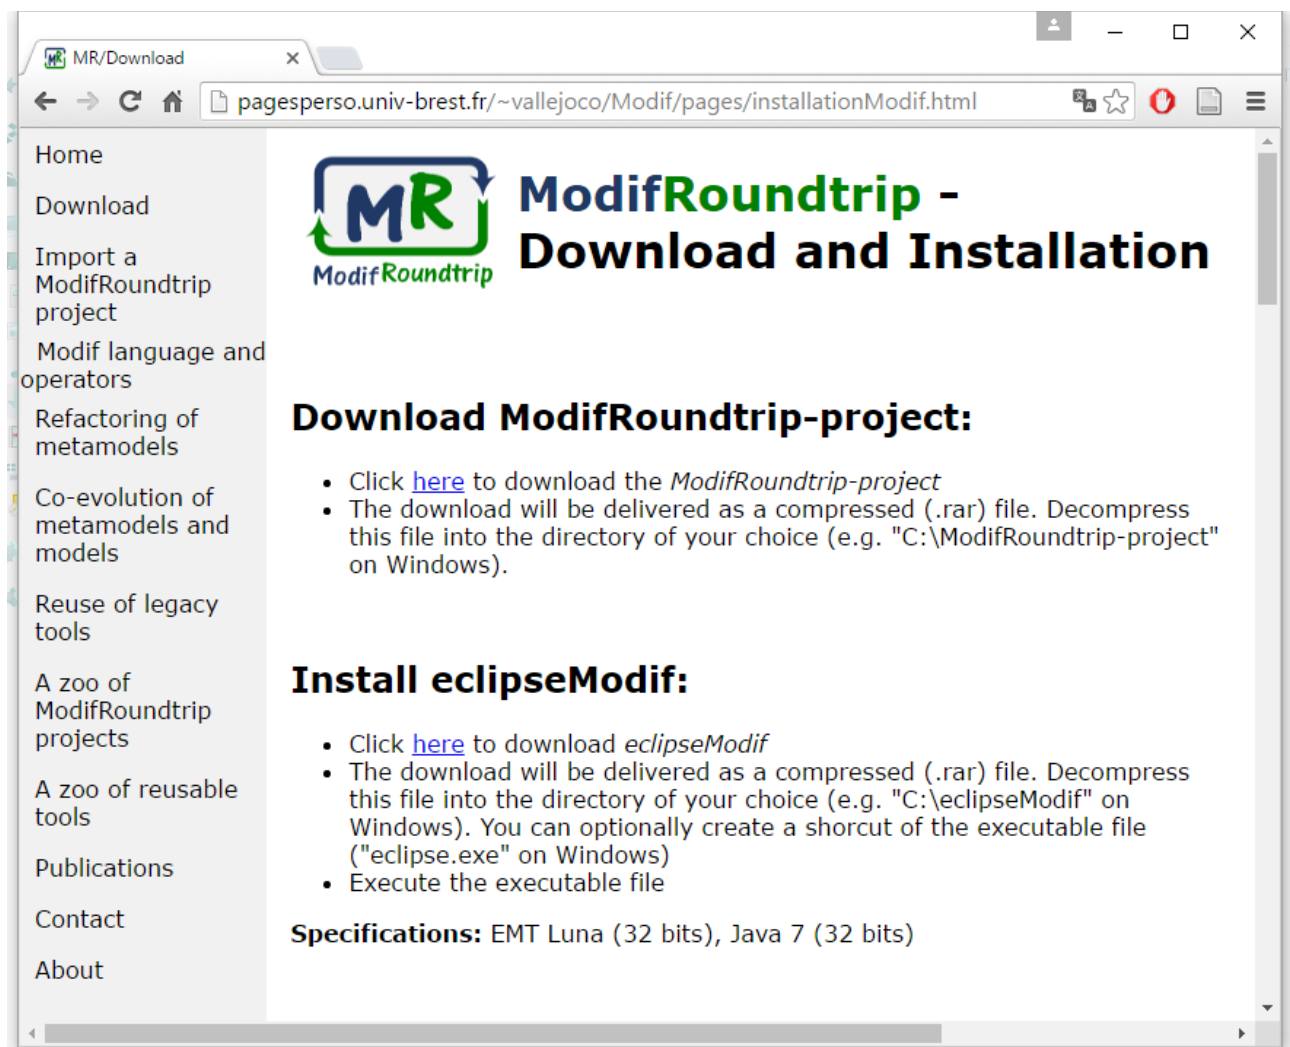 MR/Download
pagesperso.univ-brest.fr/~vallejoco/Modif/pages/installationModif.html
Home
Download
Import a
ModifRoundtrip
project
Modif language and
operators
Refactoring of
metamodels
Co-evolution of
metamodels and
models
Reuse of legacy
tools
A zoo of
ModifRoundtrip
projects
A zoo of reusable
tools
Publications
Contact
About
MR
ModifRoundtrip
ModifRoundtrip -
Download and Installation
Download ModifRoundtrip-project:
• Click here to download the ModifRoundtrip-project
• The download will be delivered as a compressed (.rar) file. Decompress
this file into the directory of your choice (e.g. "C:\ModifRoundtrip-project"
on Windows).
Install eclipseModif:
• Click here to download eclipseModif
• The download will be delivered as a compressed (.rar) file. Decompress
this file into the directory of your choice (e.g. "C:\eclipseModif" on
Windows). You can optionally create a shorcut of the executable file
("eclipse.exe" on Windows)
• Execute the executable file
Specifications: EMT Luna (32 bits), Java 7 (32 bits)